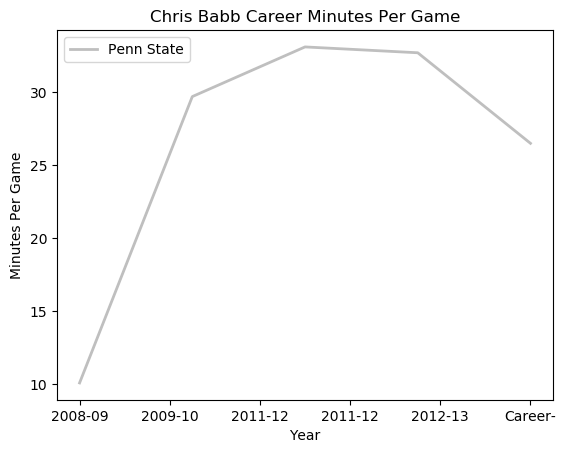 Chris Babb Career Minutes Per Game
Penn State
Minutes Per Game
30
25
20
15
10
2008-09 2009-10 2011-12 2011-12 2012-13 Career-
Year